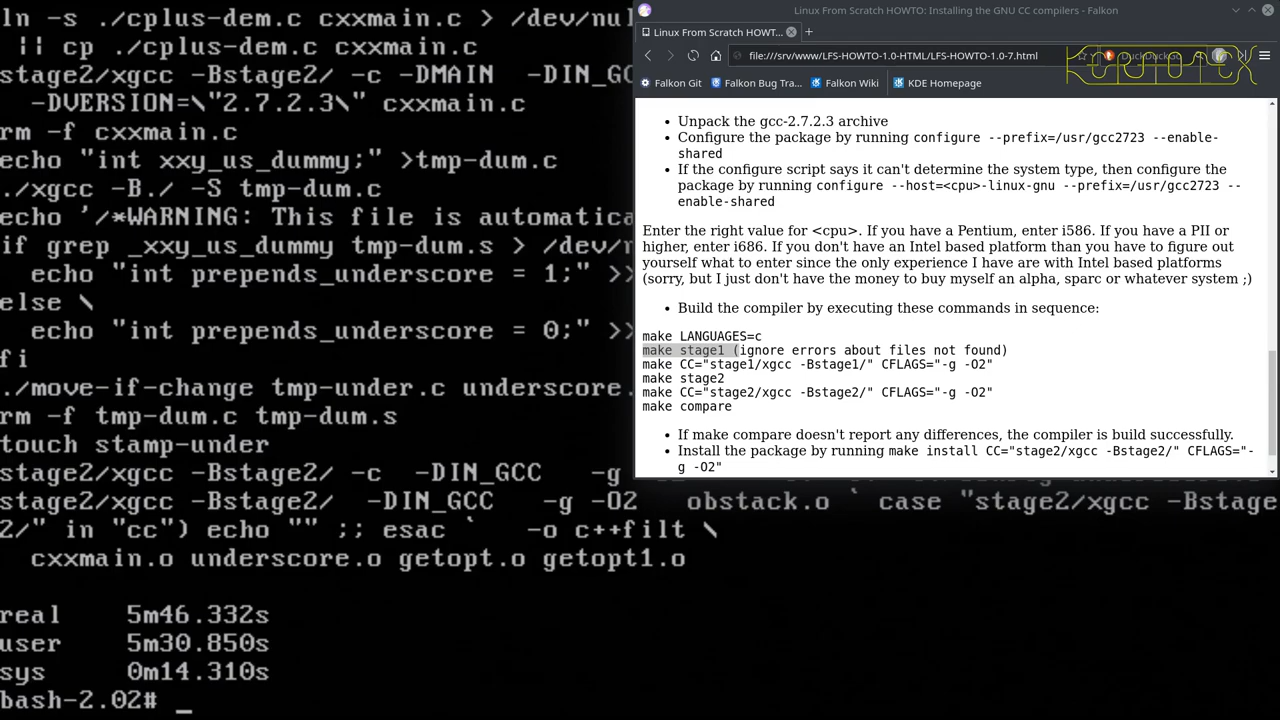 ln -s ./cplus-dem.c cxxmain.c > /dev/nul
|| cp ./cplus-dem.c cxxmain.c
stage2/xgcc -Bstage2/ -c -DMAIN -DIN_GC
-DVERSION=\"2.7.2.3\" cxxmain.c
rm -f cxxmain.c
echo "int xxy_us_dummy;" >tmp-dum.c
./xgcc -B./ -S tmp-dum.c
echo '/*WARNING: This file is automatica
if grep _xxy_us_dummy tmp-dum.s > /dev/n
echo "int prepends_underscore = 1;" >>
else \
echo "int prepends_underscore = 0;" >>
fi
./move-if-change tmp-under.c underscore.
rm -f tmp-dum.c tmp-dum.s
touch stamp-under
stage2/xgcc -Bstage2/ -c -DIN_GCC -g
stage2/xgcc -Bstage2/ -DIN_GCC -g -O2 obstack.o ` case "stage2/xgcc -Bstage
2/" in "cc") echo "" ;; esac ` -o c++filt \
cxxmain.o underscore.o getopt.o getopt1.o
real 5m46.332s
user 5m30.850s
sys 0m14.310s
bash-2.02# _
Linux From Scratch HOWTO: Installing the GNU CC compilers - Falkon
Linux From Scratch HOWT...
file:///srv/www/LFS-HOWTO-1.0-HTML/LFS-HOWTO-1.0-7.html
Falkon Git Falkon Bug Tra... Falkon Wiki KDE Homepage
• Unpack the gcc-2.7.2.3 archive
• Configure the package by running configure --prefix=/usr/gcc2723 --enable-
shared
• If the configure script says it can't determine the system type, then configure the
package by running configure --host=<cpu>-linux-gnu --prefix=/usr/gcc2723 --
enable-shared
Enter the right value for <cpu>. If you have a Pentium, enter i586. If you have a PII or
higher, enter i686. If you don't have an Intel based platform than you have to figure out
yourself what to enter since the only experience I have are with Intel based platforms
(sorry, but I just don't have the money to buy myself an alpha, sparc or whatever system ;)
• Build the compiler by executing these commands in sequence:
make LANGUAGES=c
make stage1 (ignore errors about files not found)
make CC="stage1/xgcc -Bstage1/" CFLAGS="-g -O2"
make stage2
make CC="stage2/xgcc -Bstage2/" CFLAGS="-g -O2"
make compare
• If make compare doesn't report any differences, the compiler is build successfully.
• Install the package by running make install CC="stage2/xgcc -Bstage2/" CFLAGS="-
g -O2"